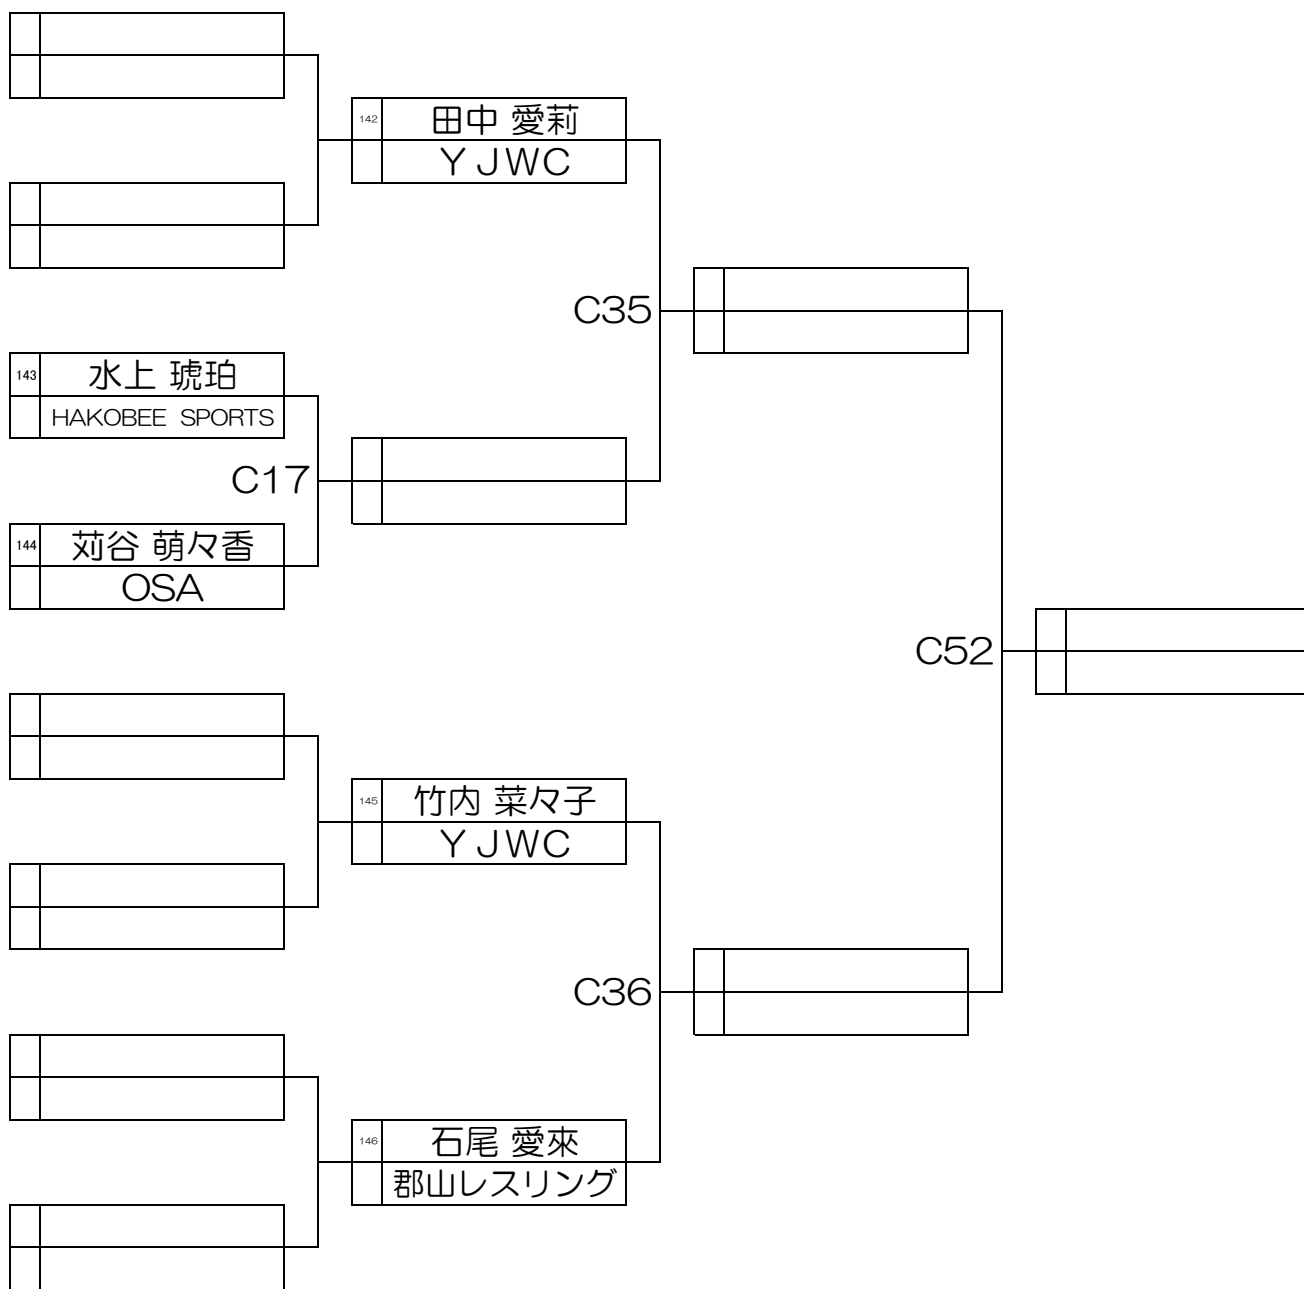 142 田中 愛莉
ＹＪＷＣ
C35
143 水上 琥珀
HAKOBEE SPORTS
C17
144 苅谷 萌々香
OSA
C52
145 竹内 菜々子
ＹＪＷＣ
C36
146 石尾 愛來
郡山レスリング